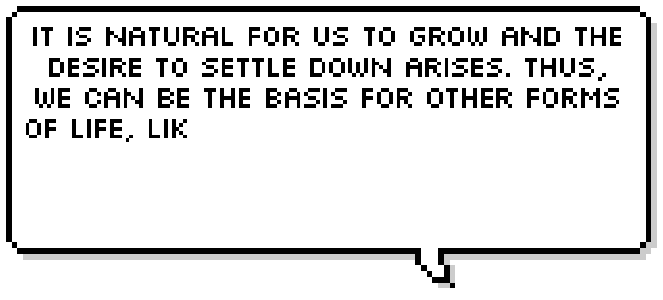 IT IS NATURAL FOR US TO GROW AND THE
DESIRE TO SETTLE DOWN ARISES. THUS,
WE CAN BE THE BASIS FOR OTHER FORMS
OF LIFE, LIK